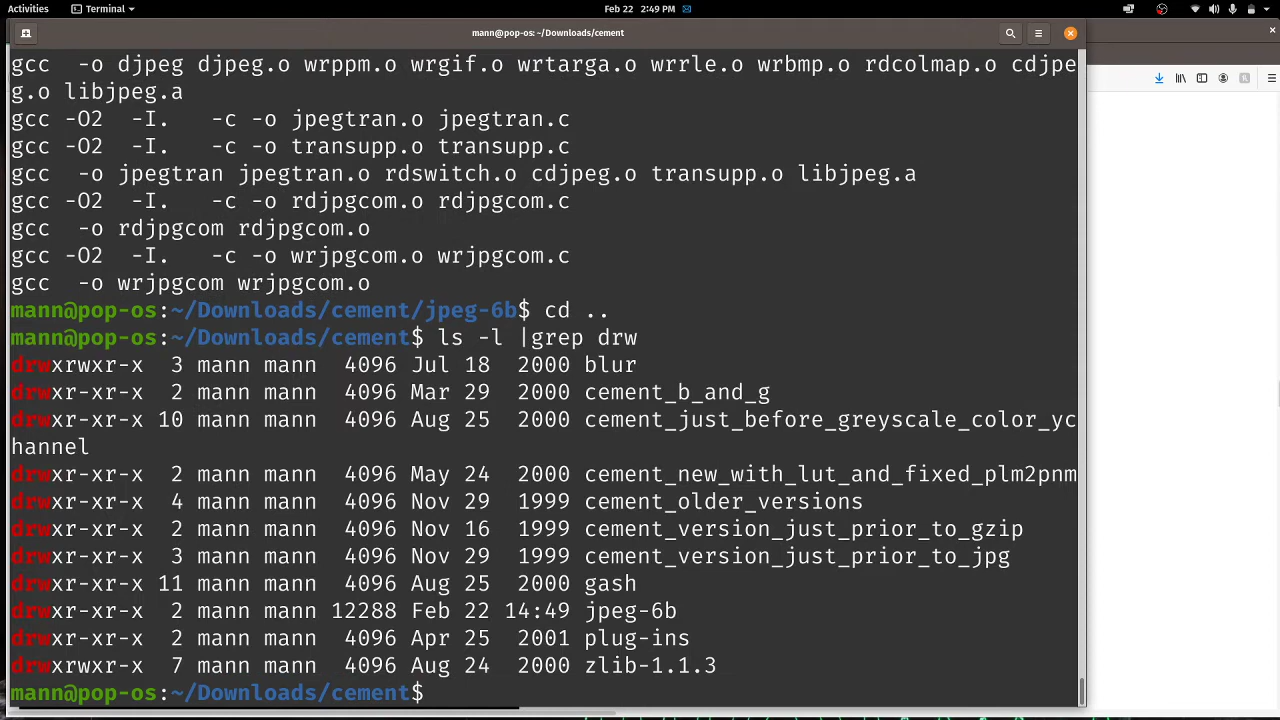 Activities
Terminal
Feb 22 2:49 PM
mann@pop-os: ~/Downloads/cement
gcc -o djpeg djpeg.o wrppm.o wrgif.o wrtarga.o wrrle.o wrbmp.o rdcolmap.o cdjpe
g.o libjpeg.a
gcc -O2 -I. -c -o jpegtran.o jpegtran.c
gcc -O2 -I. -c -o transupp.o transupp.c
gcc -o jpegtran jpegtran.o rdswitch.o cdjpeg.o transupp.o libjpeg.a
gcc -O2 -I. -c -o rdjpgcom.o rdjpgcom.c
gcc -o rdjpgcom rdjpgcom.o
gcc -O2 -I. -c -o wrjpgcom.o wrjpgcom.c
gcc -o wrjpgcom wrjpgcom.o
mann@pop-os:~/Downloads/cement/jpeg-6b$ cd ..
mann@pop-os:~/Downloads/cement$ ls -l |grep drw
drwxrwxr-x 3 mann mann 4096 Jul 18 2000 blur
drwxr-xr-x 2 mann mann 4096 Mar 29 2000 cement_b_and_g
drwxr-xr-x 10 mann mann 4096 Aug 25 2000 cement_just_before_greyscale_color_yc
hannel
drwxr-xr-x 2 mann mann 4096 May 24 2000 cement_new_with_lut_and_fixed_plm2pnm
drwxr-xr-x 4 mann mann 4096 Nov 29 1999 cement_older_versions
drwxr-xr-x 2 mann mann 4096 Nov 16 1999 cement_version_just_prior_to_gzip
drwxr-xr-x 3 mann mann 4096 Nov 29 1999 cement_version_just_prior_to_jpg
drwxr-xr-x 11 mann mann 4096 Aug 25 2000 gash
drwxr-xr-x 2 mann mann 12288 Feb 22 14:49 jpeg-6b
drwxr-xr-x 2 mann mann 4096 Apr 25 2001 plug-ins
drwxrwxr-x 7 mann mann 4096 Aug 24 2000 zlib-1.1.3
mann@pop-os:~/Downloads/cement$